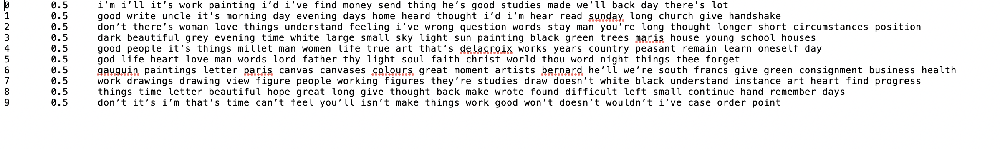 0 0.5 i’m i’ll it’s work painting i’d i’ve find money send thing he’s good studies made we’ll back day there’s lot
1 0.5 good write uncle it’s morning day evening days home heard thought i’d i’m hear read sunday long church give handshake
2 0.5 don’t there’s woman love things understand feeling i’ve wrong question words stay man you’re long thought longer short circumstances position
3 0.5 dark beautiful grey evening time white large small sky light sun painting black green trees maris house young school houses
4 0.5 good people it’s things millet man women life true art that’s delacroix works years country peasant remain learn oneself day
5 0.5 god life heart love man words lord father thy light soul faith christ world thou word night things thee forget
6 0.5 gauguin paintings letter paris canvas canvases colours great moment artists bernard he’ll we’re south francs give green consignment business health
7 0.5 work drawings drawing view figure people working figures they’re studies draw doesn’t white black understand instance art heart find progress
8 0.5 things time letter beautiful hope great long give thought back make wrote found difficult left small continue hand remember days
9 0.5 don’t it’s i’m that’s time can’t feel you’ll isn’t make things work good won’t doesn’t wouldn’t i’ve case order point